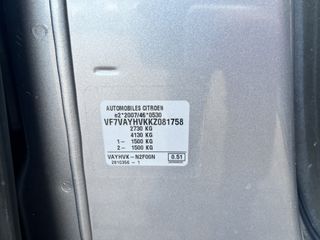 AUTOMOBILES CITROEN
e2*2007/46*0530
VF7VAYHVKKZ081758
2730 KG
4130 KG
1- 1500 KG
2- 1500 KG
VAYHVK-N2F00N 0.51
2810356 - 1